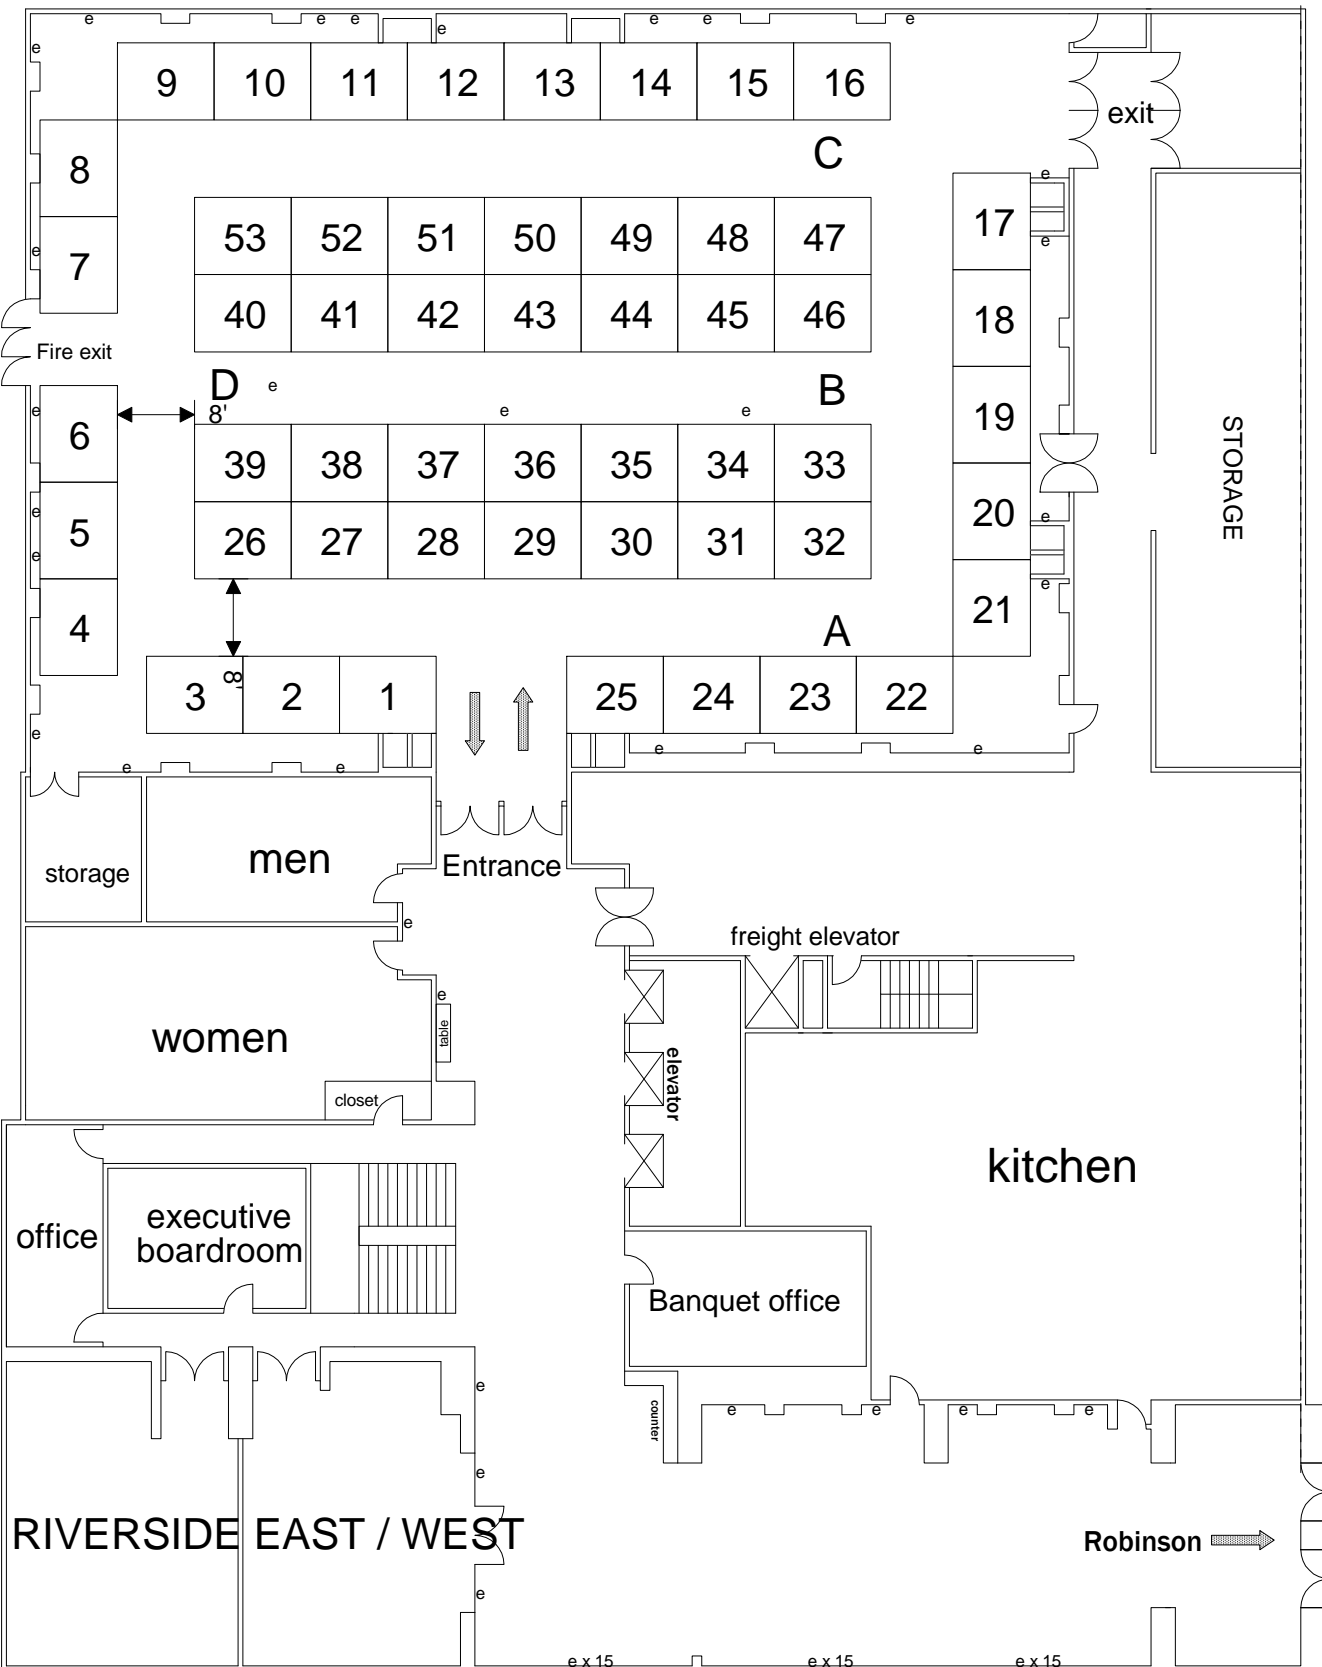 e e e e e e e
e e
9 10 11 12 13 14 15 16
exit
C
8
e
17
53 52 51 50 49 48 47
e 7 e
40 41 42 43 44 45 46
18
Fire exit
D e B
8'
e e e
6 19
STORAGE
39 38 37 36 35 34 33
e 5 20 e
26 27 28 29 30 31 32
e
e
4 21
A
8'
3 2 1 25 24 23 22
e
e e
e e
men
storage
Entrance
e
freight elevator
e
women
table
elevator
closet
kitchen
executive
boardroom
office
Banquet office
e
counter
e e e e
e
RIVERSIDE EAST / WEST
Robinson
e
e x 15 e x 15 e x 15